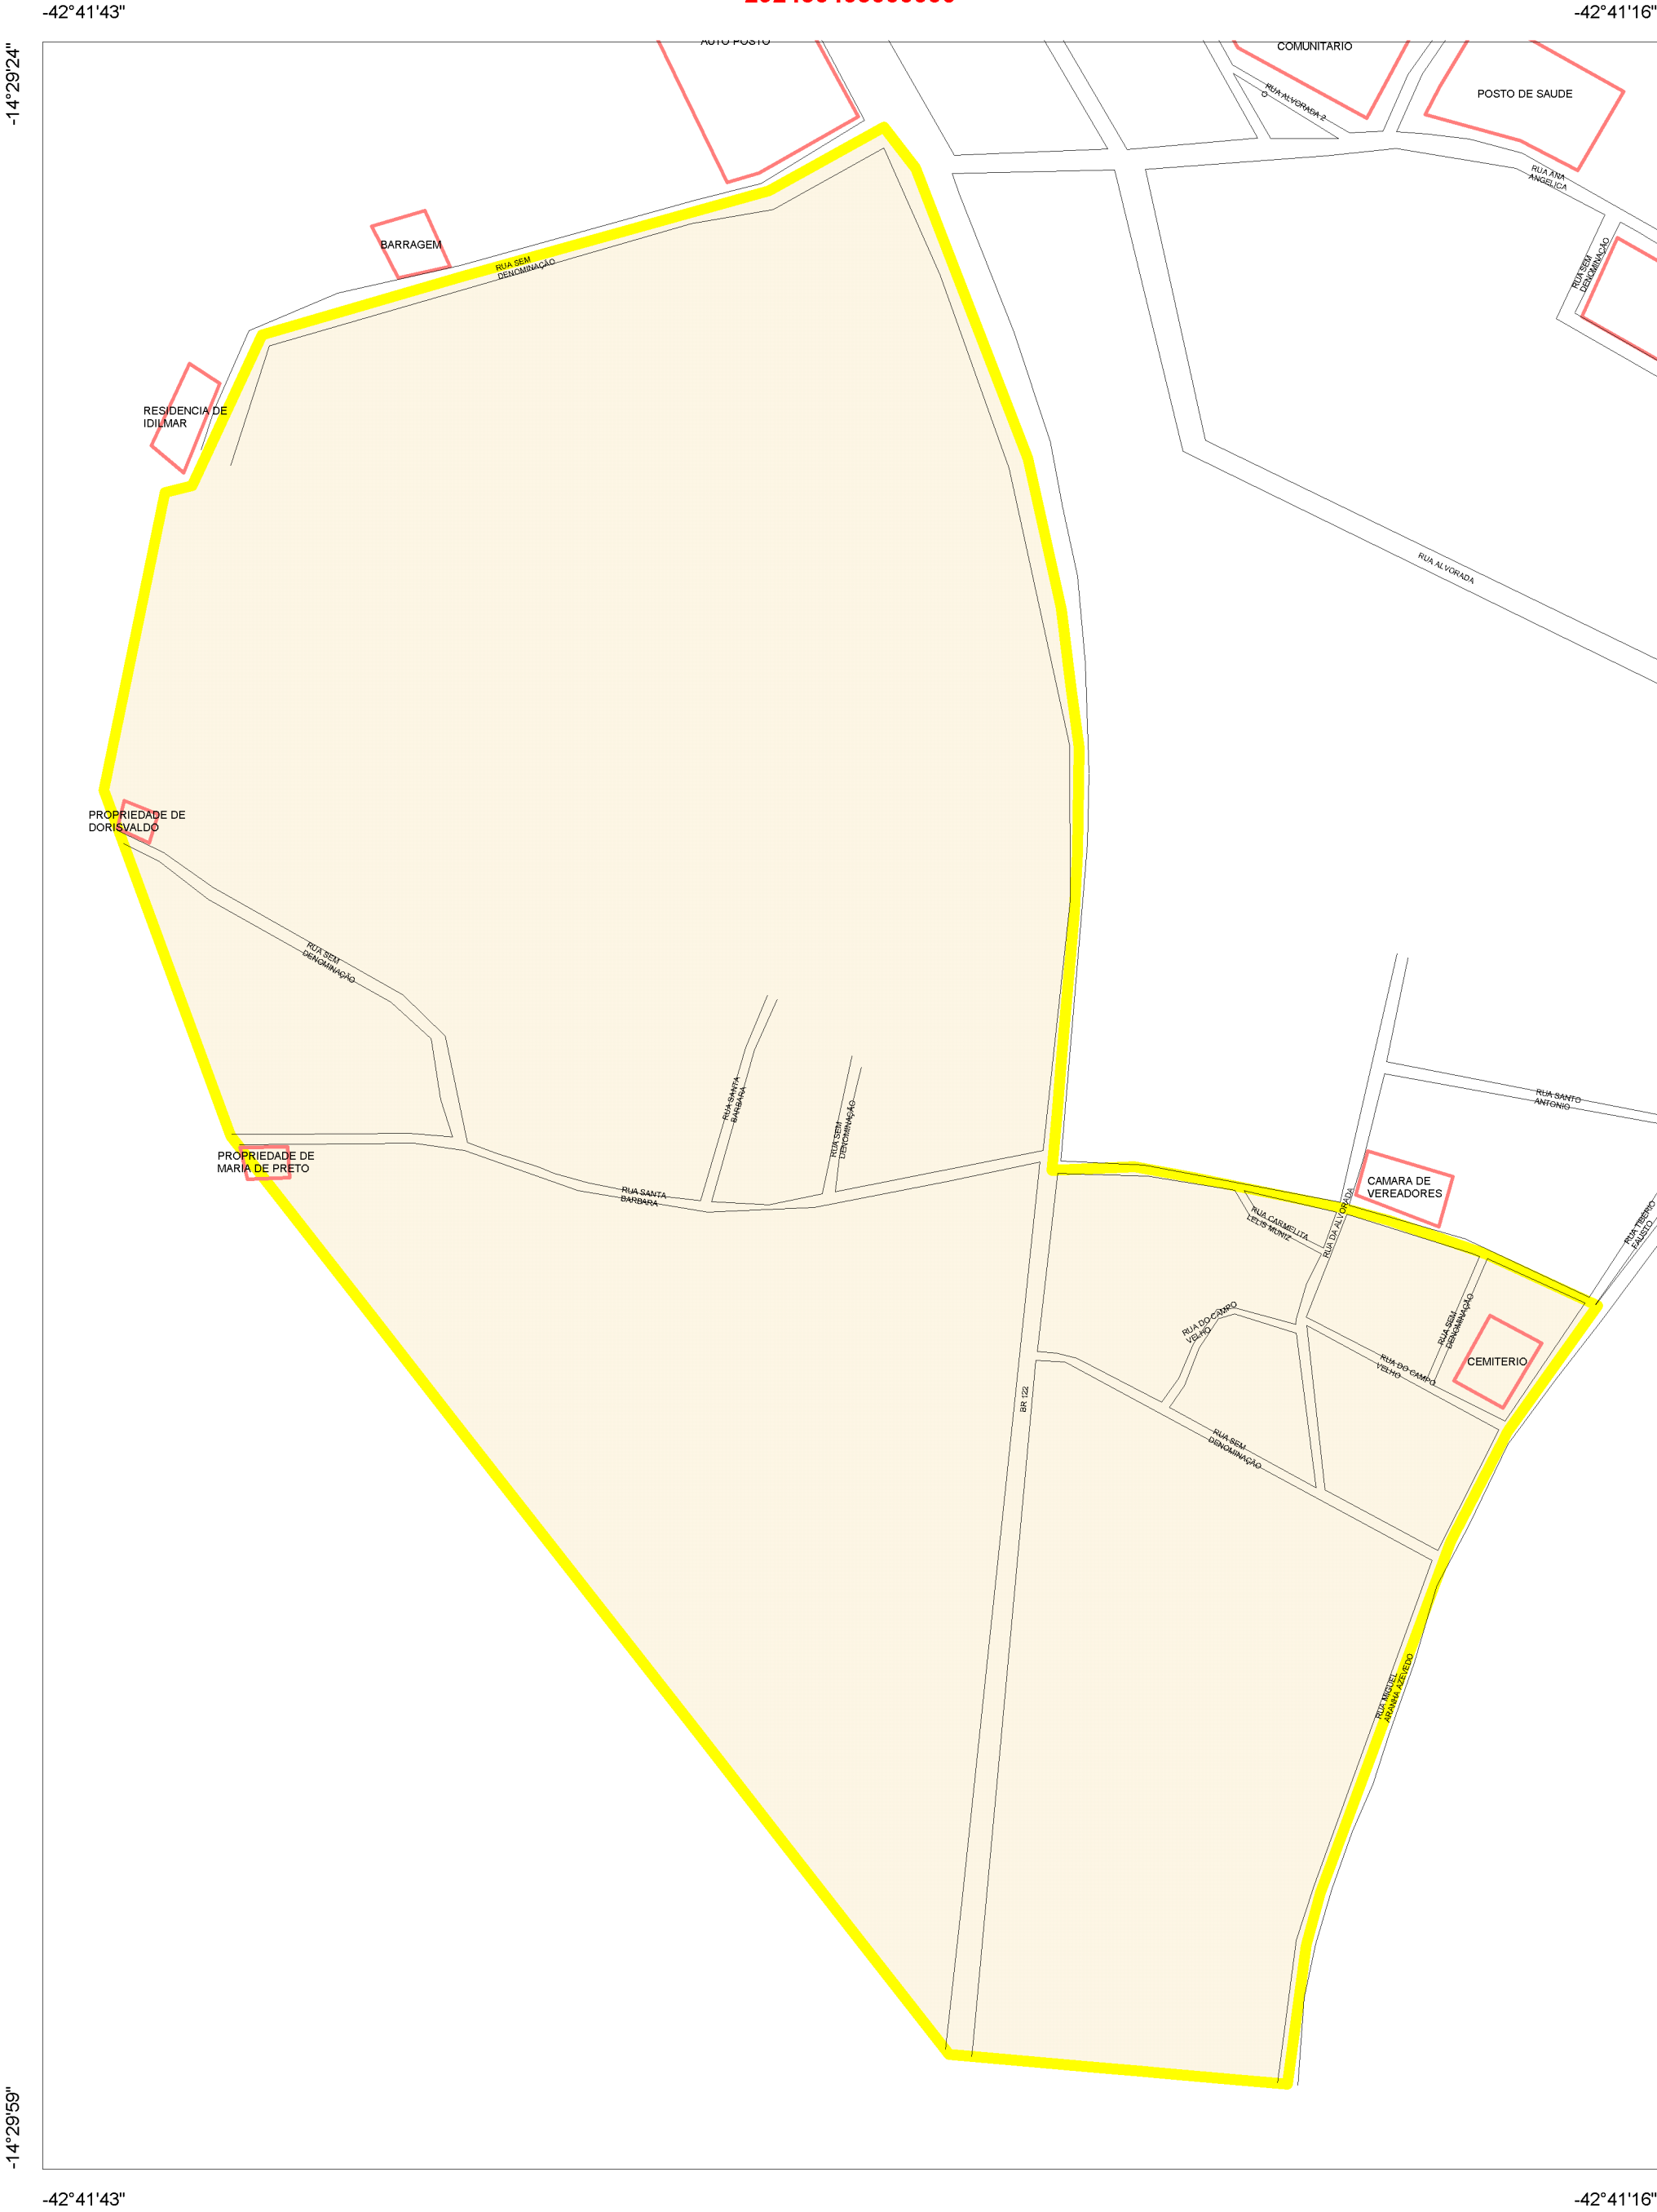 -42°41'43"
-42°41'16"
-14°29'24"
AUTO POSTO
COMUNITARIO
POSTO DE SAUDE
RUA ALVORADA 2
RUA ANA
ANGELICA
BARRAGEM
RUA SEM
DENOMINAÇÃO
RUA SEM
DENOMINAÇÃO
RESIDENCIA DE
IDILMAR
RUA ALVORADA
PROPRIEDADE DE
DORISVALDO
RUA SEM
DENOMINAÇÃO
RUA SANTA
BARBARA
RUA SEM
DENOMINAÇÃO
RUA SANTO
ANTONIO
PROPRIEDADE DE
MARIA DE PRETO
RUA SANTA
BARBARA
CAMARA DE
VEREADORES
RUA DA ALVORADA
RUA CARMELITA
LELIS MUNIZ
RUA TIBERIO
FAUSTO
RUA DO CAMPO
VELHO
RUA SEM
DENOMINAÇÃO
CEMITERIO
RUA DO CAMPO
VELHO
BR 122
RUA SEM
DENOMINAÇÃO
RUA MIGUEL
ARANHA AZEVEDO
-14°29'59"
-42°41'43"
-42°41'16"